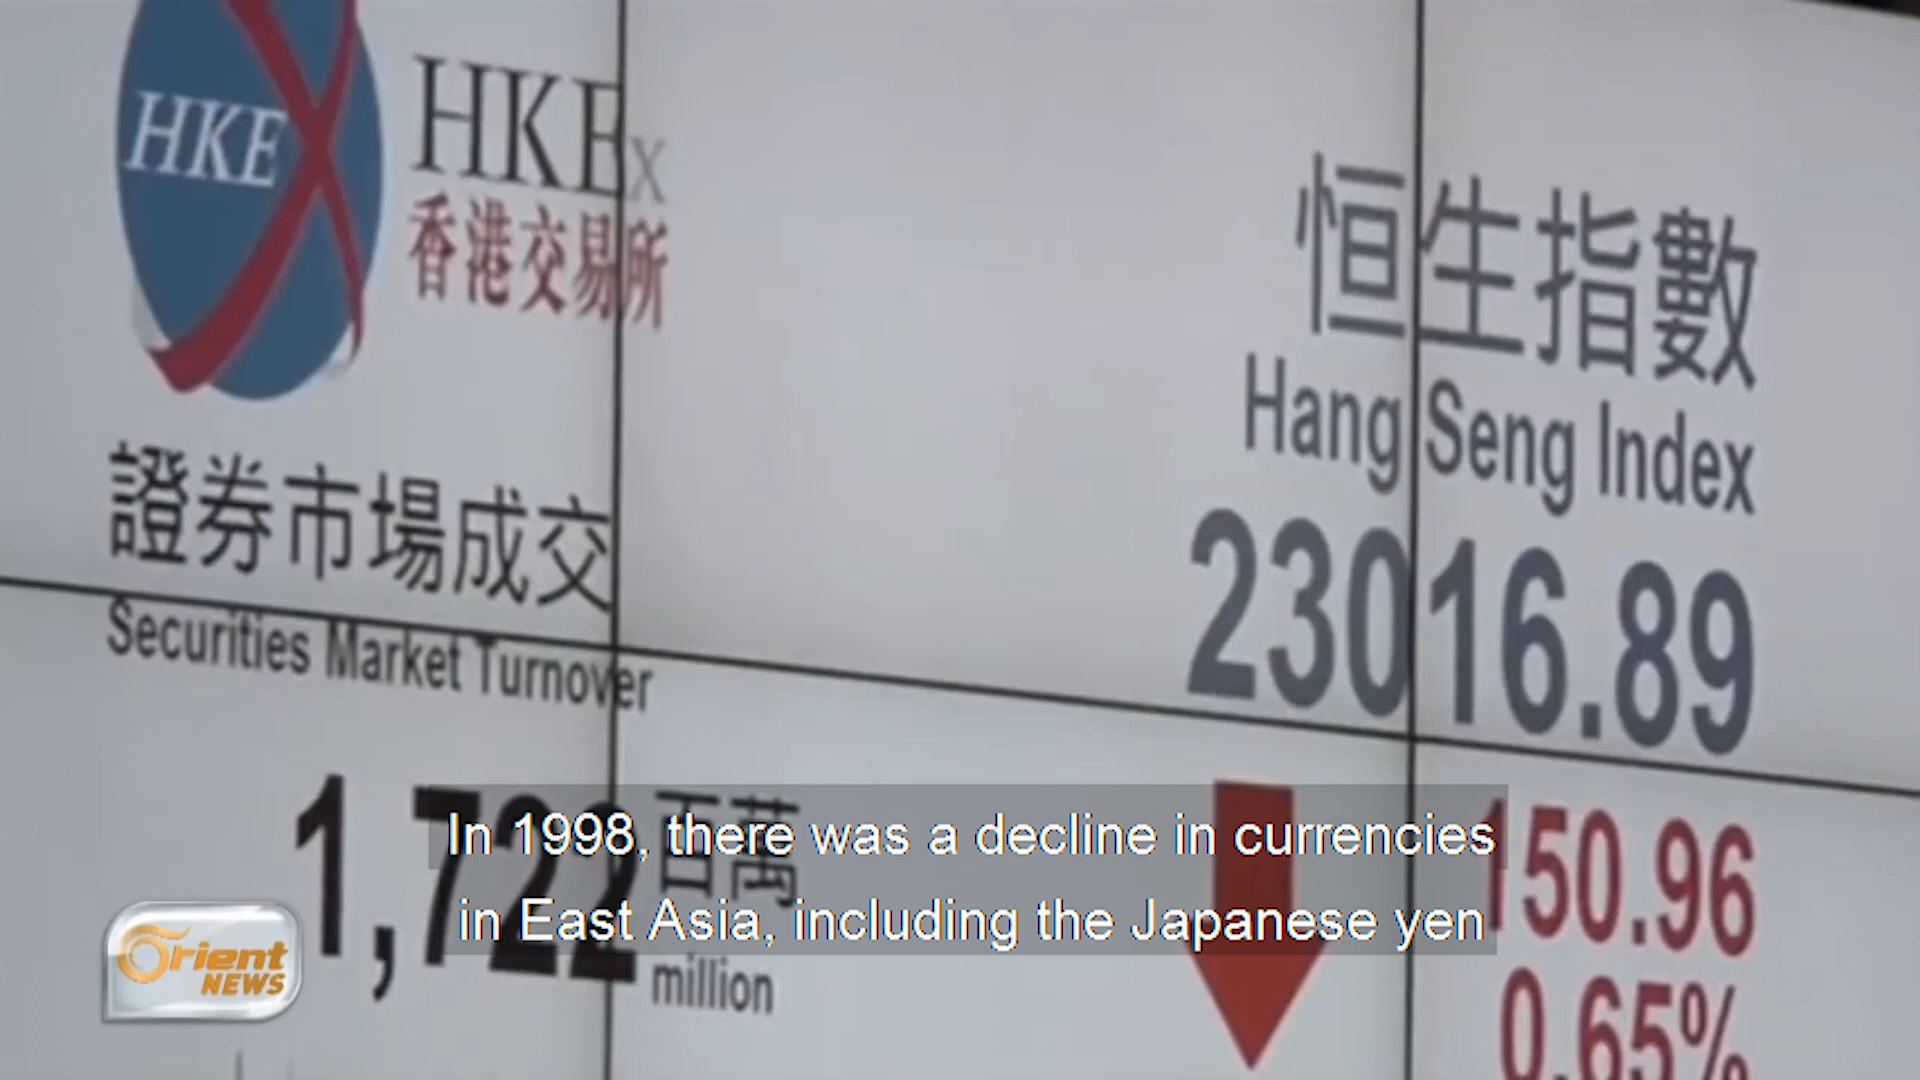 HKEX
HKEx
香港交易所
恒生指數
Hang Seng Index
23016.89
證券市場成交
Securities Market Turnover
1,722 百萬
million
150.96
0.65%
In 1998, there was a decline in currencies
in East Asia, including the Japanese yen
Orient
NEWS